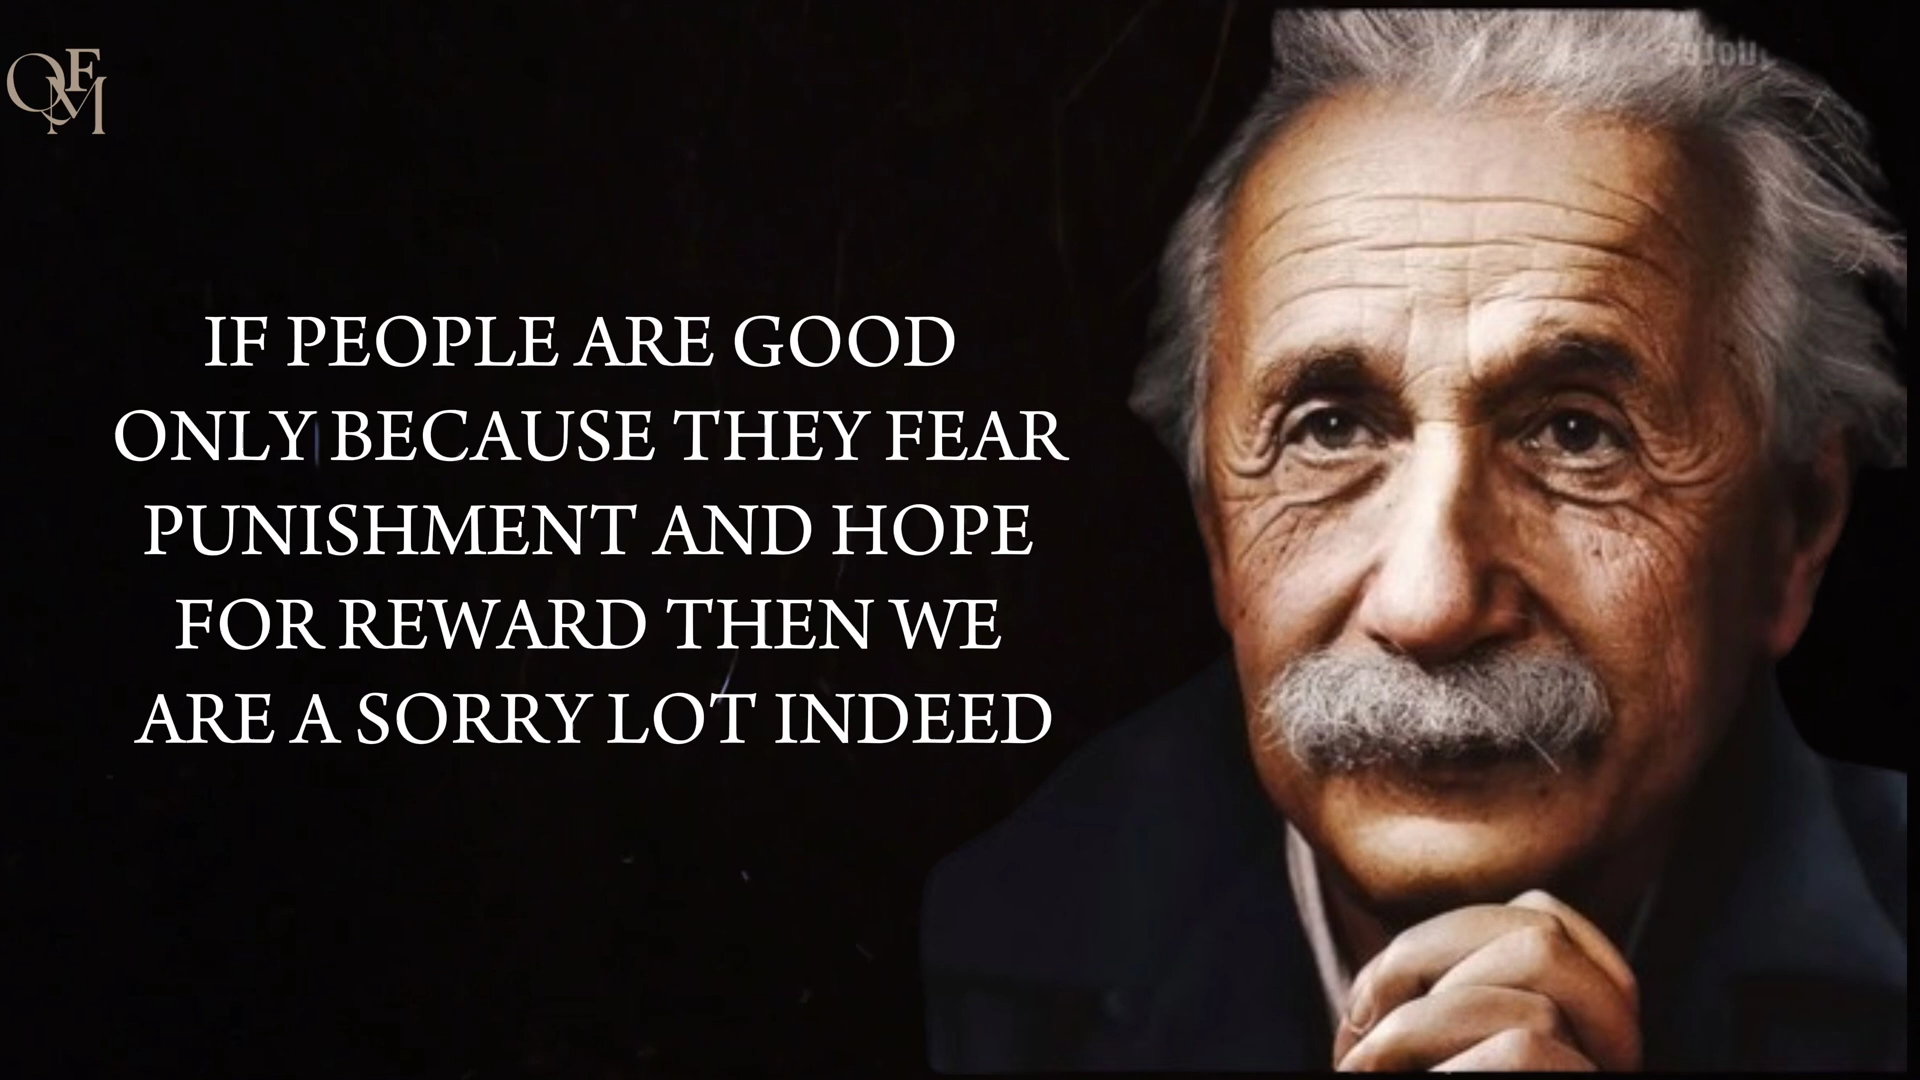 QFM
IF PEOPLE ARE GOOD
ONLY BECAUSE THEY FEAR
PUNISHMENT AND HOPE
FOR REWARD THEN WE
ARE A SORRY LOT INDEED